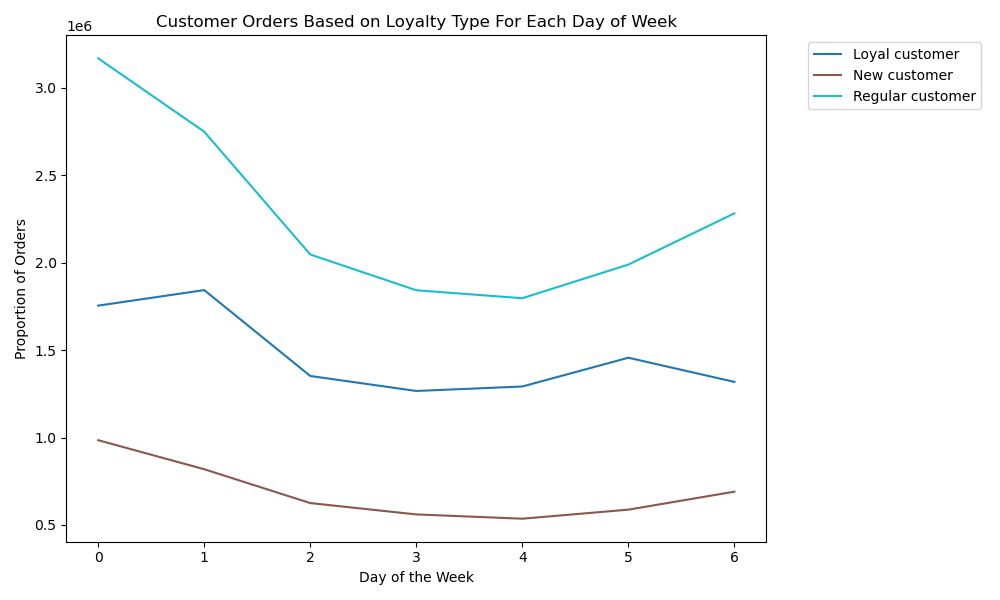 Customer Orders Based on Loyalty Type For Each Day of Week
1e6
Loyal customer
New customer
Regular customer
3.0
2.5
2.0
1.5
1.0
0.5
Proportion of Orders
0 1 2 3 4 5 6
Day of the Week